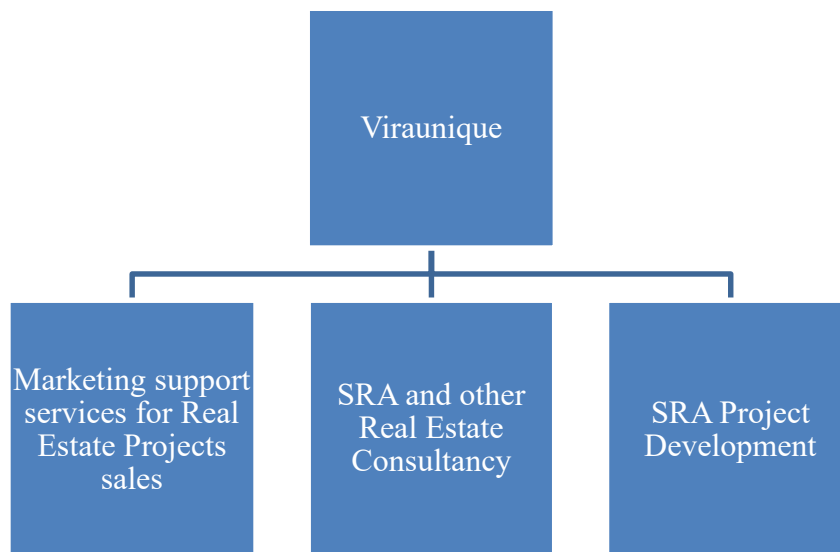 Viraunique
Marketing support
services for Real
Estate Projects
sales
SRA and other
Real Estate
Consultancy
SRA Project
Development